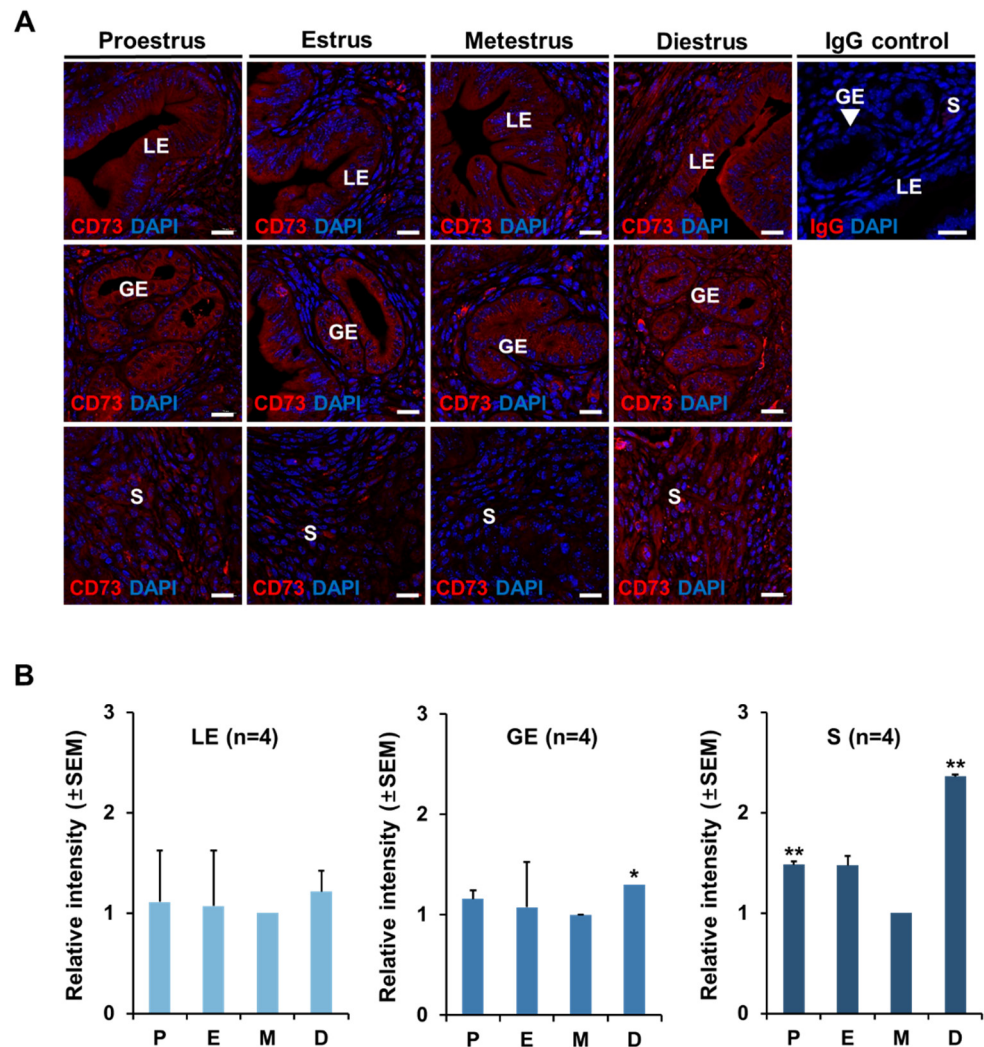 A
Proestrus Estrus Metestrus Diestrus IgG control
LE LE LE LE GE S LE
CD73 DAPI CD73 DAPI CD73 DAPI CD73 DAPI IgG DAPI
GE GE GE GE
CD73 DAPI CD73 DAPI CD73 DAPI CD73 DAPI
S S S S
CD73 DAPI CD73 DAPI CD73 DAPI CD73 DAPI
B
Relative intensity (±SEM)
LE (n=4)
3
2
1
0
P E M D
Relative intensity (±SEM)
GE (n=4)
3
2
1
0
*
P E M D
Relative intensity (±SEM)
S (n=4)
3
2
1
0
**
**
P E M D